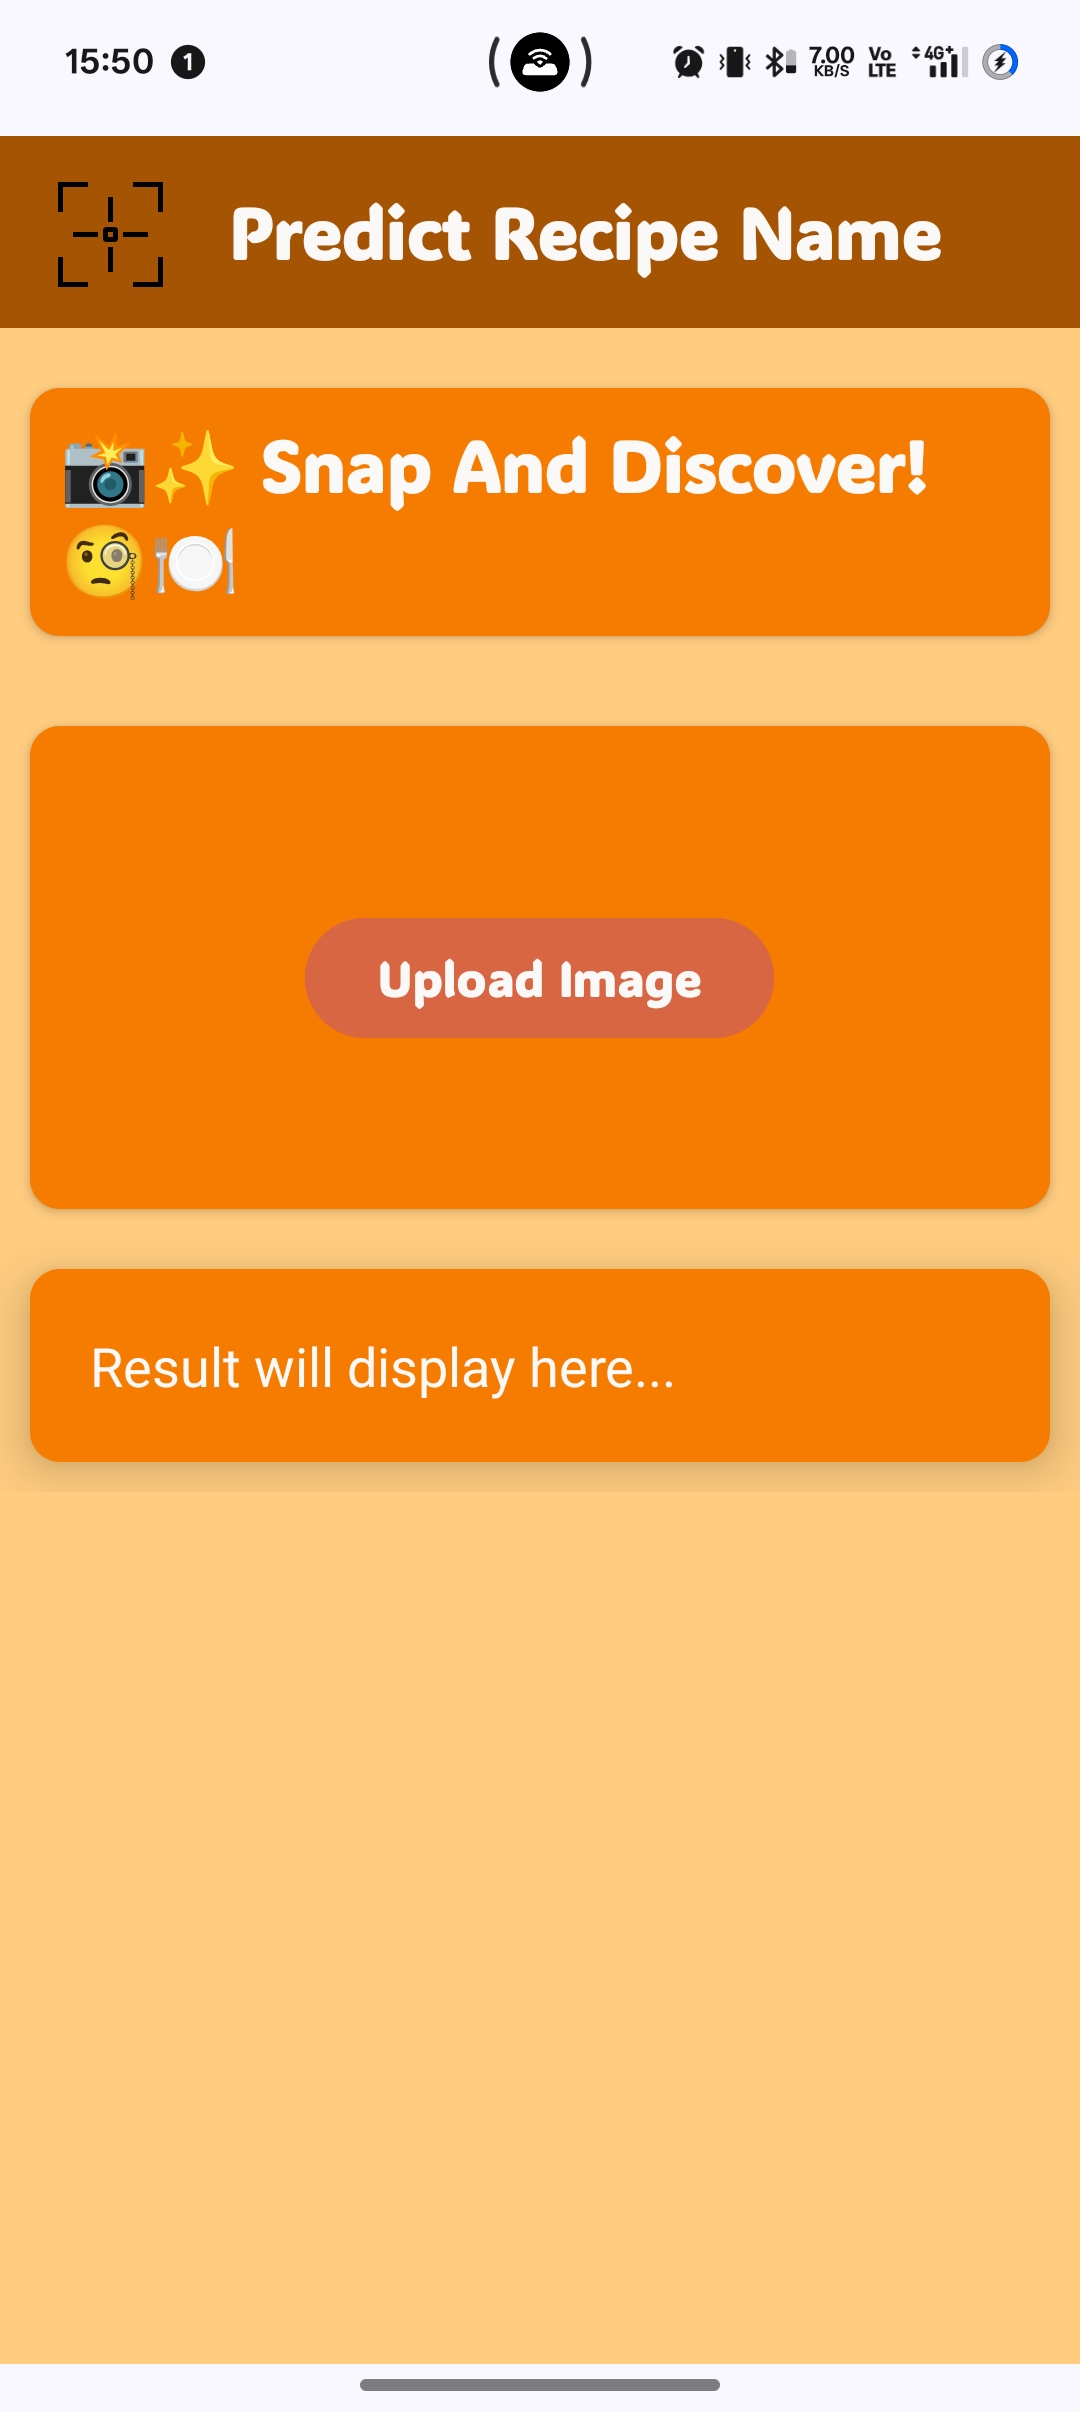 15:50 1 7.00 KB/S Vo LTE 4G+
Predict Recipe Name
📸✨ Snap And Discover!
🧐🍽️
Upload Image
Result will display here...